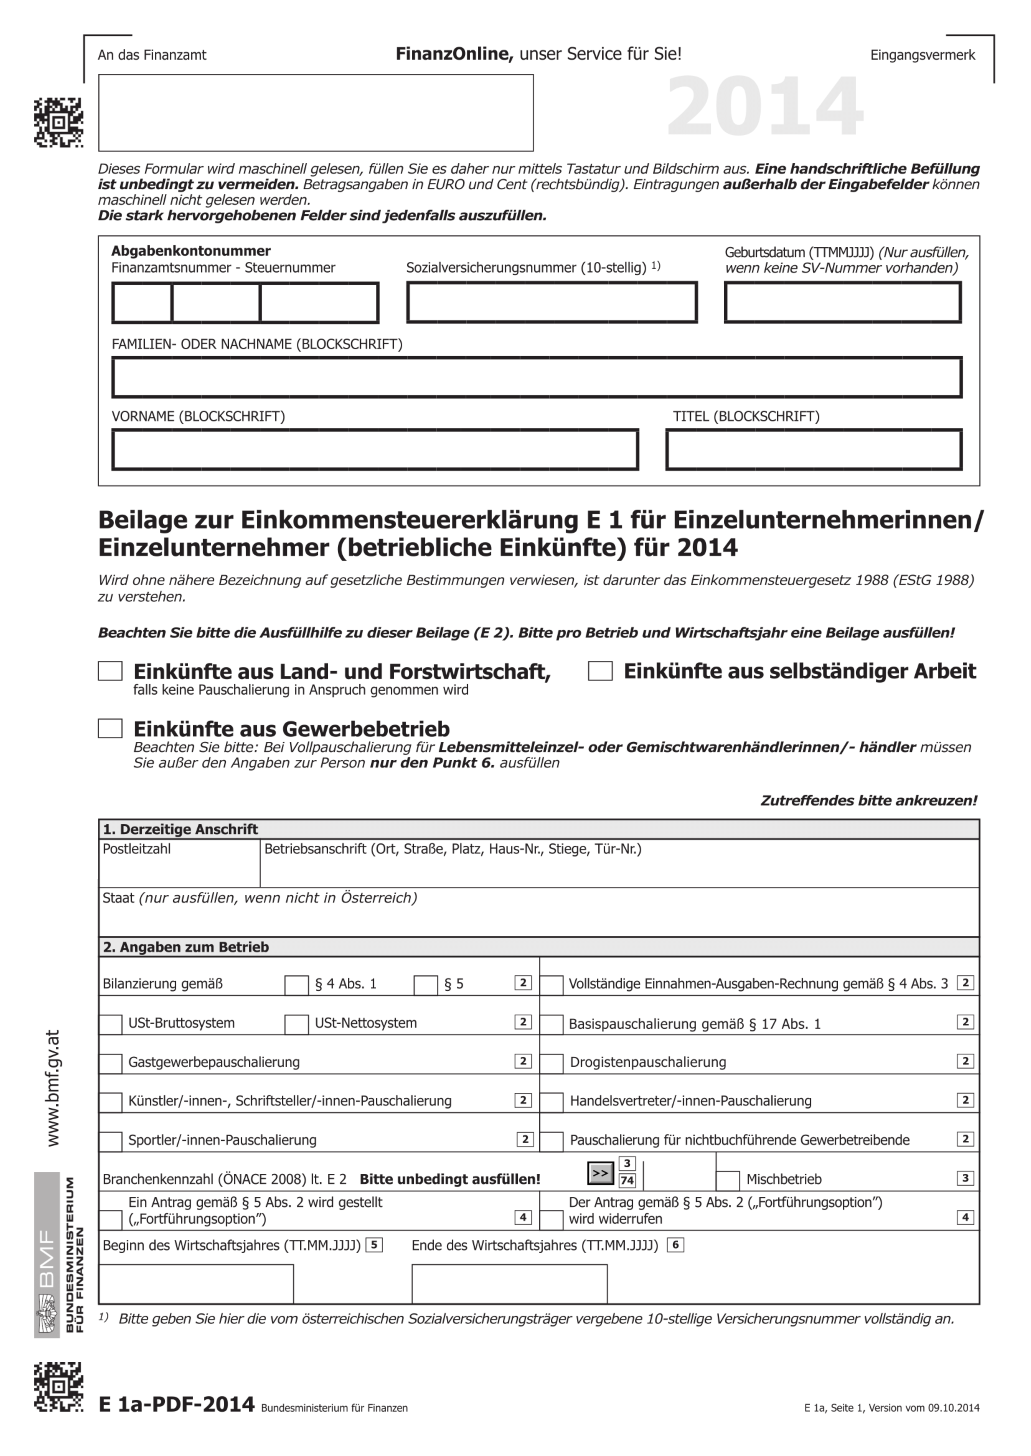 An das Finanzamt
FinanzOnline, unser Service für Sie!
Eingangsvermerk
2014
Dieses Formular wird maschinell gelesen, füllen Sie es daher nur mittels Tastatur und Bildschirm aus. Eine handschriftliche Befüllung
ist unbedingt zu vermeiden. Betragsangaben in EURO und Cent (rechtsbündig). Eintragungen außerhalb der Eingabefelder können
maschinell nicht gelesen werden.
Die stark hervorgehobenen Felder sind jedenfalls auszufüllen.
Abgabenkontonummer
Finanzamtsnummer - Steuernummer
Sozialversicherungsnummer (10-stellig) 1)
Geburtsdatum (TTMMJJJJ) (Nur ausfüllen,
wenn keine SV-Nummer vorhanden)
FAMILIEN- ODER NACHNAME (BLOCKSCHRIFT)
VORNAME (BLOCKSCHRIFT)
TITEL (BLOCKSCHRIFT)
Beilage zur Einkommensteuererklärung E 1 für Einzelunternehmerinnen/
Einzelunternehmer (betriebliche Einkünfte) für 2014
Wird ohne nähere Bezeichnung auf gesetzliche Bestimmungen verwiesen, ist darunter das Einkommensteuergesetz 1988 (EStG 1988)
zu verstehen.
Beachten Sie bitte die Ausfüllhilfe zu dieser Beilage (E 2). Bitte pro Betrieb und Wirtschaftsjahr eine Beilage ausfüllen!
Einkünfte aus Land- und Forstwirtschaft,
falls keine Pauschalierung in Anspruch genommen wird
Einkünfte aus selbständiger Arbeit
Einkünfte aus Gewerbebetrieb
Beachten Sie bitte: Bei Vollpauschalierung für Lebensmitteleinzel- oder Gemischtwarenhändlerinnen/- händler müssen
Sie außer den Angaben zur Person nur den Punkt 6. ausfüllen
Zutreffendes bitte ankreuzen!
1. Derzeitige Anschrift
Postleitzahl
Betriebsanschrift (Ort, Straße, Platz, Haus-Nr., Stiege, Tür-Nr.)
Staat (nur ausfüllen, wenn nicht in Österreich)
2. Angaben zum Betrieb
Bilanzierung gemäß § 4 Abs. 1 § 5 2
Vollständige Einnahmen-Ausgaben-Rechnung gemäß § 4 Abs. 3 2
USt-Bruttosystem USt-Nettosystem 2
Basispauschalierung gemäß § 17 Abs. 1 2
Gastgewerbepauschalierung 2
Drogistenpauschalierung 2
Künstler/-innen-, Schriftsteller/-innen-Pauschalierung 2
Handelsvertreter/-innen-Pauschalierung 2
Sportler/-innen-Pauschalierung 2
Pauschalierung für nichtbuchführende Gewerbetreibende 2
Branchenkennzahl (ÖNACE 2008) lt. E 2 Bitte unbedingt ausfüllen! >> 3
74
Mischbetrieb 3
Ein Antrag gemäß § 5 Abs. 2 wird gestellt
(„Fortführungsoption") 4
Der Antrag gemäß § 5 Abs. 2 („Fortführungsoption")
wird widerrufen 4
Beginn des Wirtschaftsjahres (TT.MM.JJJJ) 5
Ende des Wirtschaftsjahres (TT.MM.JJJJ) 6
1) Bitte geben Sie hier die vom österreichischen Sozialversicherungsträger vergebene 10-stellige Versicherungsnummer vollständig an.
www.bmf.gv.at
BMF
BUNDESMINISTERIUM
FÜR FINANZEN
E 1a-PDF-2014 Bundesministerium für Finanzen
E 1a, Seite 1, Version vom 09.10.2014